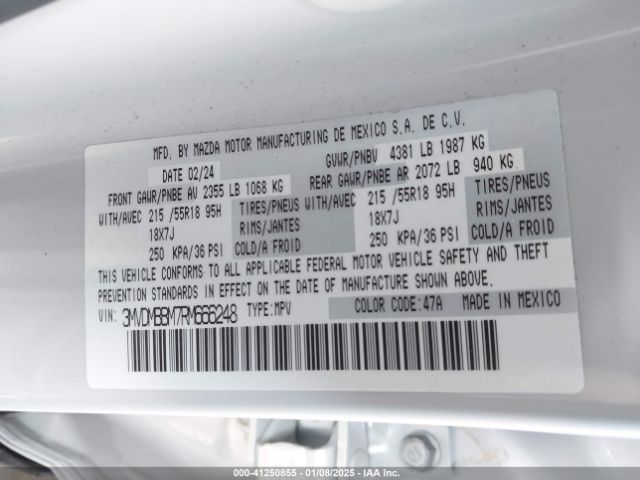 MFD. BY MAZDA MOTOR MANUFACTURING DE MEXICO S.A. DE C.V.
DATE 02/24 GVWR/PNBV 4381 LB 1987 KG
FRONT GAWR/PNBE AV 2355 LB 1068 KG REAR GAWR/PNBE AR 2072 LB 940 KG
WITH/AVEC 215 /55R18 95H TIRES/PNEUS WITH/AVEC 215 /55R18 95H TIRES/PNEUS
18X7J RIMS/JANTES 18X7J RIMS/JANTES
250 KPA/36 PSI COLD/A FROID 250 KPA/36 PSI COLD/A FROID
THIS VEHICLE CONFORMS TO ALL APPLICABLE FEDERAL MOTOR VEHICLE SAFETY AND THEFT
PREVENTION STANDARDS IN EFFECT ON THE DATE OF MANUFACTURE SHOWN ABOVE.
VIN: 3MVDMBBM7RM666248 TYPE:MPV COLOR CODE:47A MADE IN MEXICO
000-41250855 - 01/08/2025 - IAA Inc.